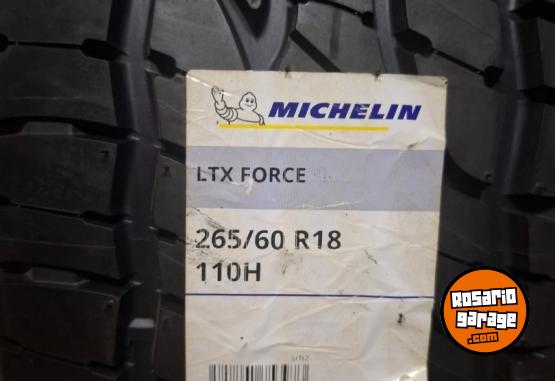 MICHELIN
LTX FORCE
265/60 R18
110H
Rosario
garage
.com